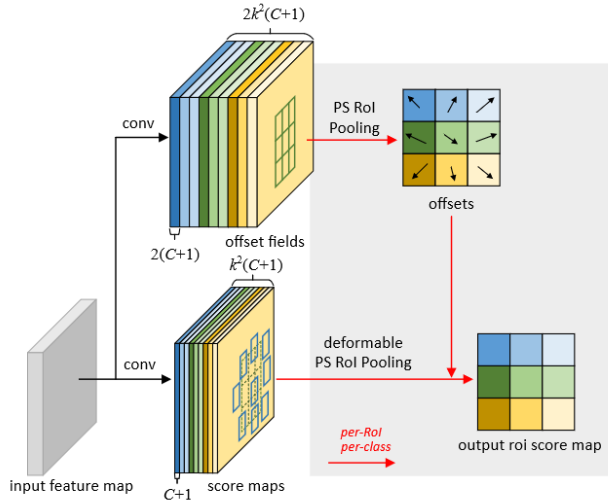 2k²(C+1)
conv
PS RoI
Pooling
2(C+1)
offset fields
offsets
k²(C+1)
conv
deformable
PS RoI Pooling
per-RoI
per-class
output roi score map
input feature map
C+1
score maps